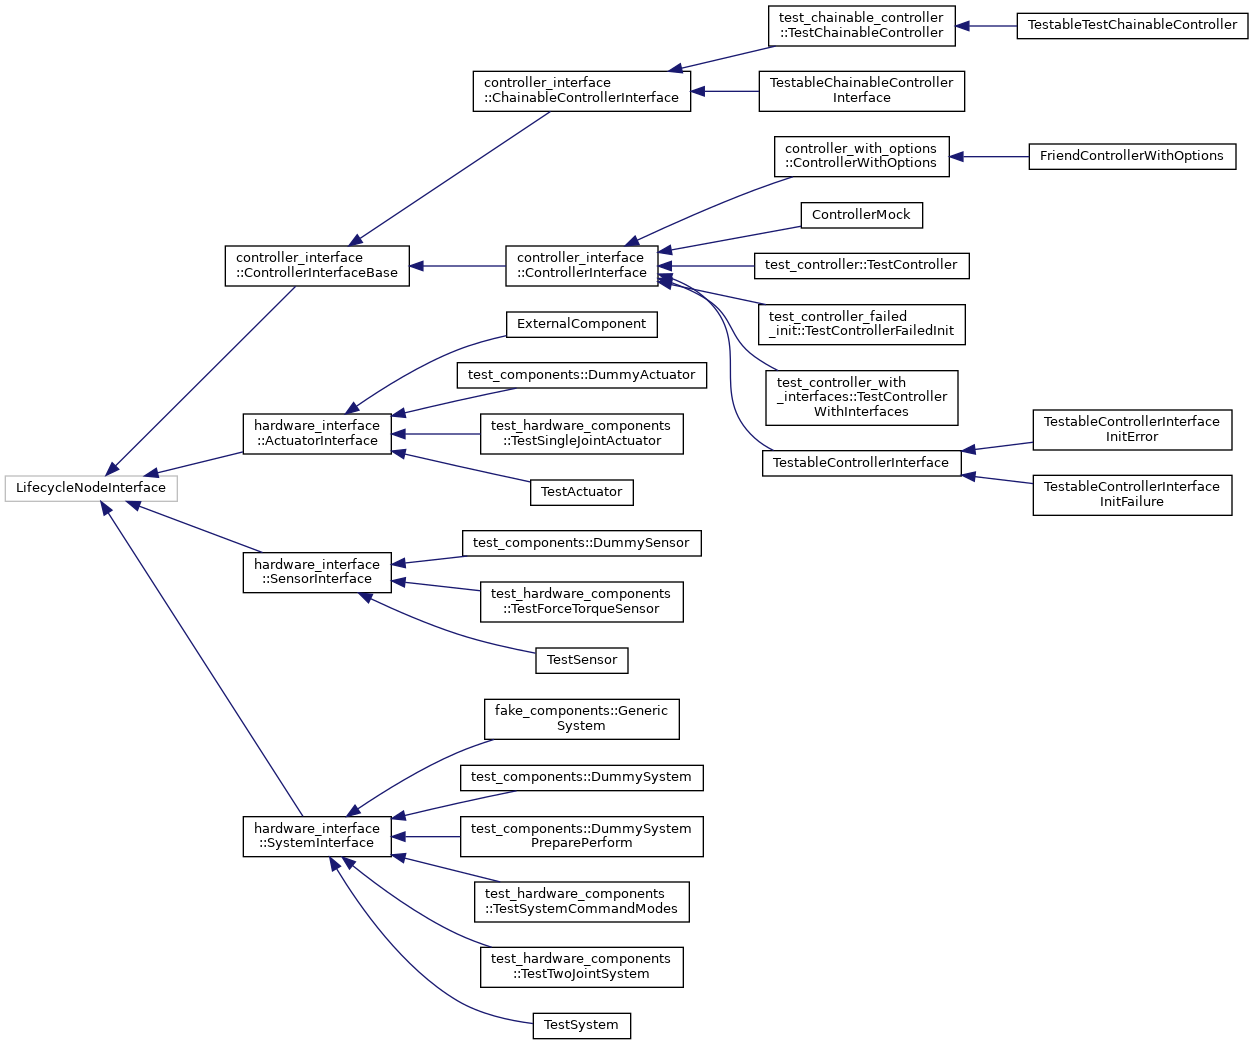 test_chainable_controller
::TestChainableController
TestableTestChainableController
controller_interface
::ChainableControllerInterface
TestableChainableController
Interface
controller_with_options
::ControllerWithOptions
FriendControllerWithOptions
ControllerMock
controller_interface
::ControllerInterfaceBase
controller_interface
::ControllerInterface
test_controller::TestController
test_controller_failed
_init::TestControllerFailedInit
ExternalComponent
test_components::DummyActuator
test_controller_with
_interfaces::TestController
WithInterfaces
hardware_interface
::ActuatorInterface
test_hardware_components
::TestSingleJointActuator
TestableControllerInterface
InitError
TestableControllerInterface
LifecycleNodeInterface
TestActuator
TestableControllerInterface
InitFailure
test_components::DummySensor
hardware_interface
::SensorInterface
test_hardware_components
::TestForceTorqueSensor
TestSensor
fake_components::Generic
System
test_components::DummySystem
hardware_interface
::SystemInterface
test_components::DummySystem
PreparePerform
test_hardware_components
::TestSystemCommandModes
test_hardware_components
::TestTwoJointSystem
TestSystem